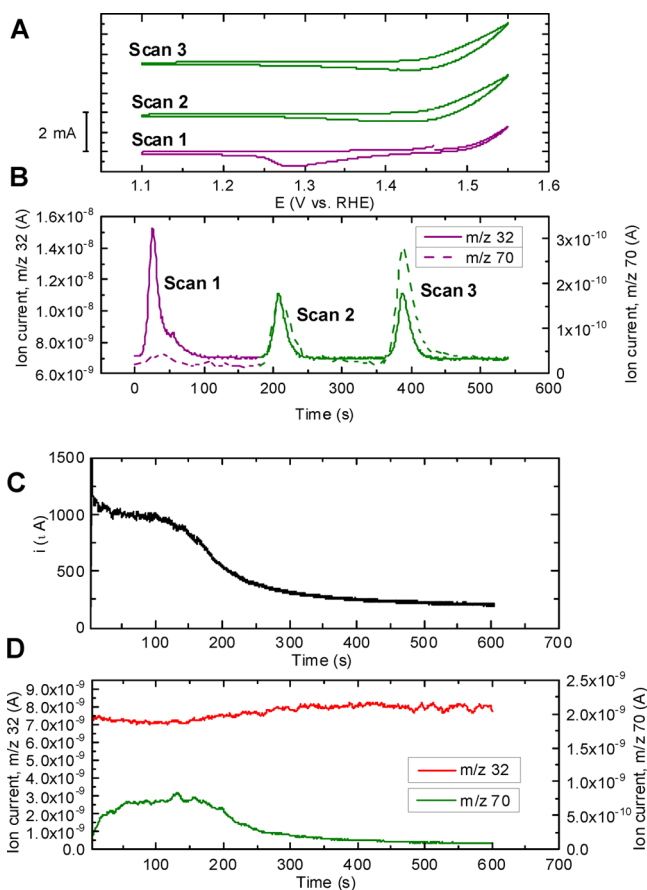 A
Scan 3
Scan 2
2 mA
Scan 1
1.1 1.2 1.3 1.4 1.5 1.6
E (V vs. RHE)
B
Ion current, m/z 32 (A)
1.6x10⁻⁸
1.4x10⁻⁸
1.2x10⁻⁸
1.0x10⁻⁸
8.0x10⁻⁹
6.0x10⁻⁹
m/z 32
m/z 70
Scan 1
Scan 2
Scan 3
3x10⁻¹⁰
2x10⁻¹⁰
1x10⁻¹⁰
0
Ion current, m/z 70 (A)
0 100 200 300 400 500 600
Time (s)
C
i (ι A)
1500
1000
500
100 200 300 400 500 600 700
Time (s)
D
Ion current, m/z 32 (A)
9.0x10⁻⁹
8.0x10⁻⁹
7.0x10⁻⁹
9.0x10⁻⁹
5.0x10⁻⁹
4.0x10⁻⁹
3.0x10⁻⁹
2.0x10⁻⁹
1.0x10⁻⁹
0.0
m/z 32
m/z 70
2.5x10⁻⁹
2.0x10⁻⁹
1.5x10⁻⁹
1.0x10⁻⁹
5.0x10⁻¹⁰
0.0
Ion current, m/z 70 (A)
100 200 300 400 500 600 700
Time (s)